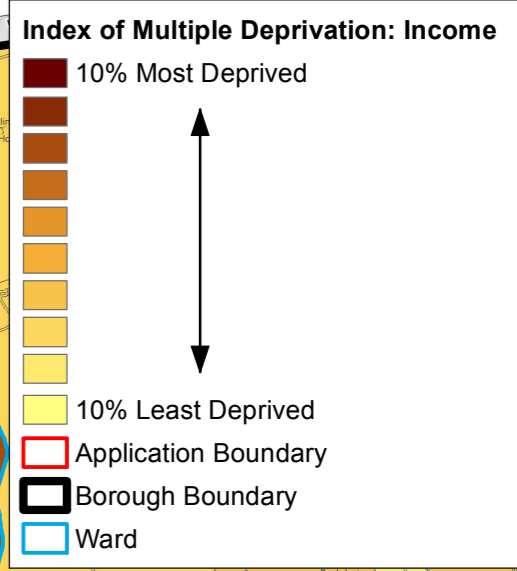 Index of Multiple Deprivation: Income
10% Most Deprived
10% Least Deprived
Application Boundary
Borough Boundary
Ward